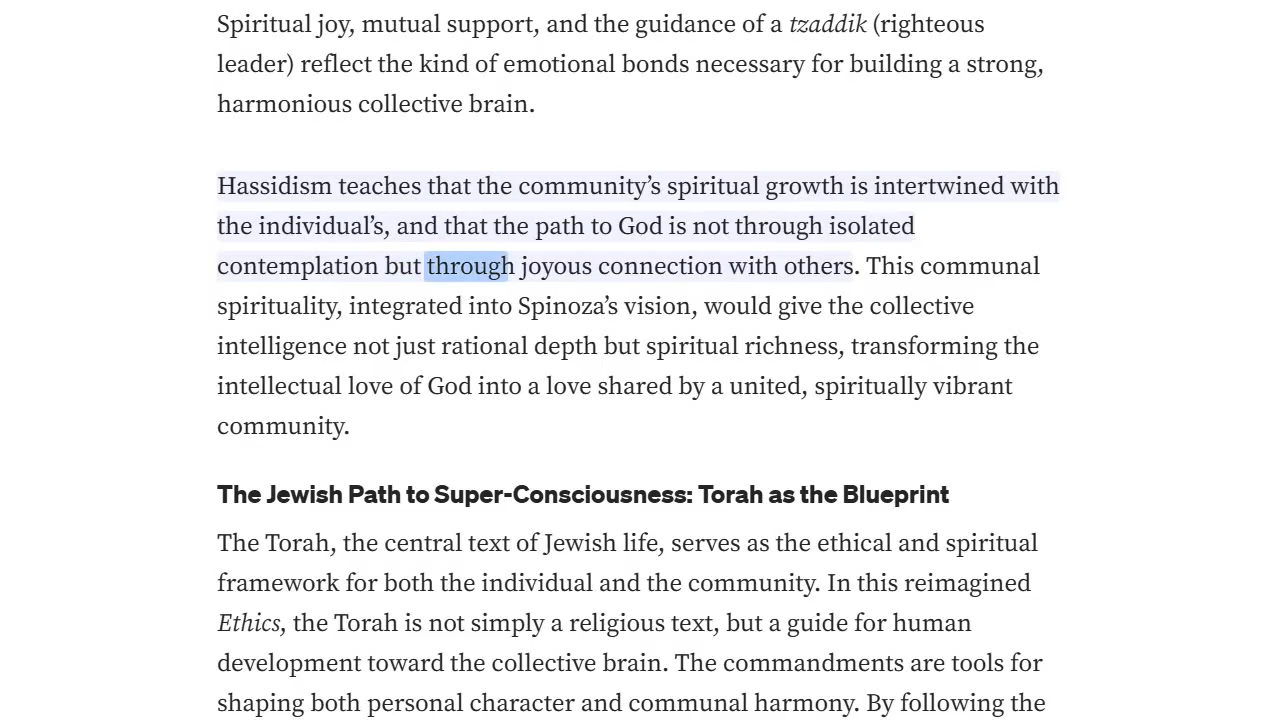 Spiritual joy, mutual support, and the guidance of a tzaddik (righteous
leader) reflect the kind of emotional bonds necessary for building a strong,
harmonious collective brain.
Hassidism teaches that the community’s spiritual growth is intertwined with
the individual’s, and that the path to God is not through isolated
contemplation but through joyous connection with others. This communal
spirituality, integrated into Spinoza’s vision, would give the collective
intelligence not just rational depth but spiritual richness, transforming the
intellectual love of God into a love shared by a united, spiritually vibrant
community.
The Jewish Path to Super-Consciousness: Torah as the Blueprint
The Torah, the central text of Jewish life, serves as the ethical and spiritual
framework for both the individual and the community. In this reimagined
Ethics, the Torah is not simply a religious text, but a guide for human
development toward the collective brain. The commandments are tools for
shaping both personal character and communal harmony. By following the